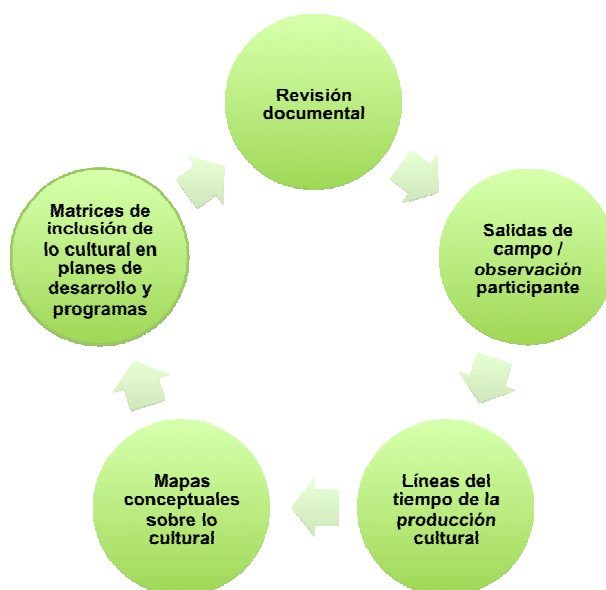 Revisión
documental
Salidas de
campo /
observación
participante
Líneas del
tiempo de la
producción
cultural
Mapas
conceptuales
sobre lo
cultural
Matrices de
inclusión de
lo cultural en
planes de
desarrollo y
programas